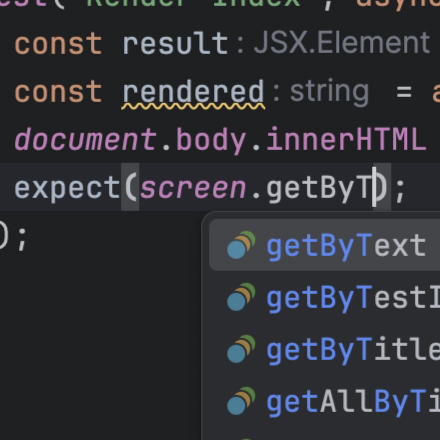 est("Render index", async
const result : JSX.Element
const rendered : string = a
document.body.innerHTML
expect(screen.getByT);
);
getByText
getByTestI
getByTitle
getAllByTi